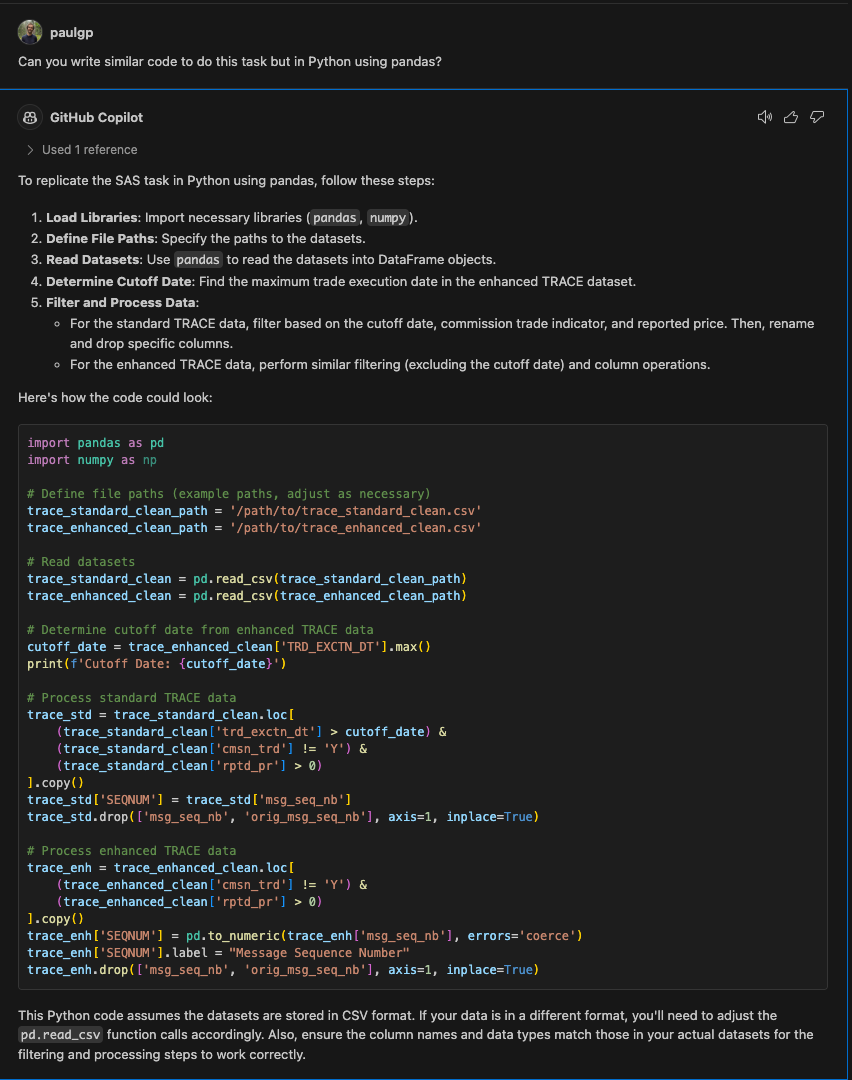 paulgp
Can you write similar code to do this task but in Python using pandas?
GitHub Copilot
Used 1 reference
To replicate the SAS task in Python using pandas, follow these steps:
1. Load Libraries: Import necessary libraries ( pandas, numpy ).
2. Define File Paths: Specify the paths to the datasets.
3. Read Datasets: Use pandas to read the datasets into DataFrame objects.
4. Determine Cutoff Date: Find the maximum trade execution date in the enhanced TRACE dataset.
5. Filter and Process Data:
◦ For the standard TRACE data, filter based on the cutoff date, commission trade indicator, and reported price. Then, rename
and drop specific columns.
◦ For the enhanced TRACE data, perform similar filtering (excluding the cutoff date) and column operations.
Here's how the code could look:
import pandas as pd
import numpy as np
# Define file paths (example paths, adjust as necessary)
trace_standard_clean_path = '/path/to/trace_standard_clean.csv'
trace_enhanced_clean_path = '/path/to/trace_enhanced_clean.csv'
# Read datasets
trace_standard_clean = pd.read_csv(trace_standard_clean_path)
trace_enhanced_clean = pd.read_csv(trace_enhanced_clean_path)
# Determine cutoff date from enhanced TRACE data
cutoff_date = trace_enhanced_clean['TRD_EXCTN_DT'].max()
print(f'Cutoff Date: {cutoff_date}')
# Process standard TRACE data
trace_std = trace_standard_clean.loc[
    (trace_standard_clean['trd_exctn_dt'] > cutoff_date) &
    (trace_standard_clean['cmsn_trd'] != 'Y') &
    (trace_standard_clean['rptd_pr'] > 0)
].copy()
trace_std['SEQNUM'] = trace_std['msg_seq_nb']
trace_std.drop(['msg_seq_nb', 'orig_msg_seq_nb'], axis=1, inplace=True)
# Process enhanced TRACE data
trace_enh = trace_enhanced_clean.loc[
    (trace_enhanced_clean['cmsn_trd'] != 'Y') &
    (trace_enhanced_clean['rptd_pr'] > 0)
].copy()
trace_enh['SEQNUM'] = pd.to_numeric(trace_enh['msg_seq_nb'], errors='coerce')
trace_enh['SEQNUM'].label = "Message Sequence Number"
trace_enh.drop(['msg_seq_nb', 'orig_msg_seq_nb'], axis=1, inplace=True)
This Python code assumes the datasets are stored in CSV format. If your data is in a different format, you'll need to adjust the
pd.read_csv function calls accordingly. Also, ensure the column names and data types match those in your actual datasets for the
filtering and processing steps to work correctly.